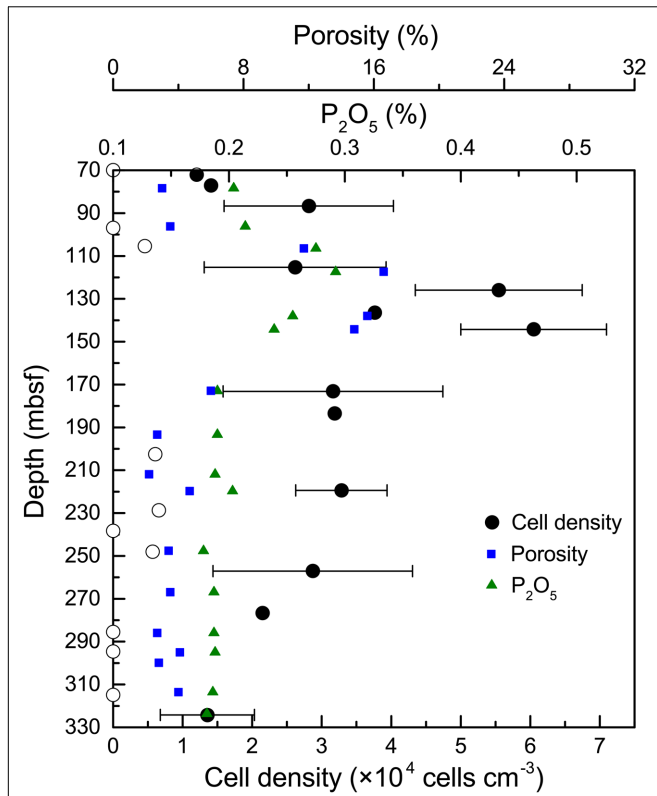 Porosity (%)
0 8 16 24 32
P₂O₅ (%)
0.1 0.2 0.3 0.4 0.5
Depth (mbsf)
70
90
110
130
150
170
190
210
230
250
270
290
310
330
Cell density
Porosity
P₂O₅
0 1 2 3 4 5 6 7
Cell density (×10⁴ cells cm⁻³)